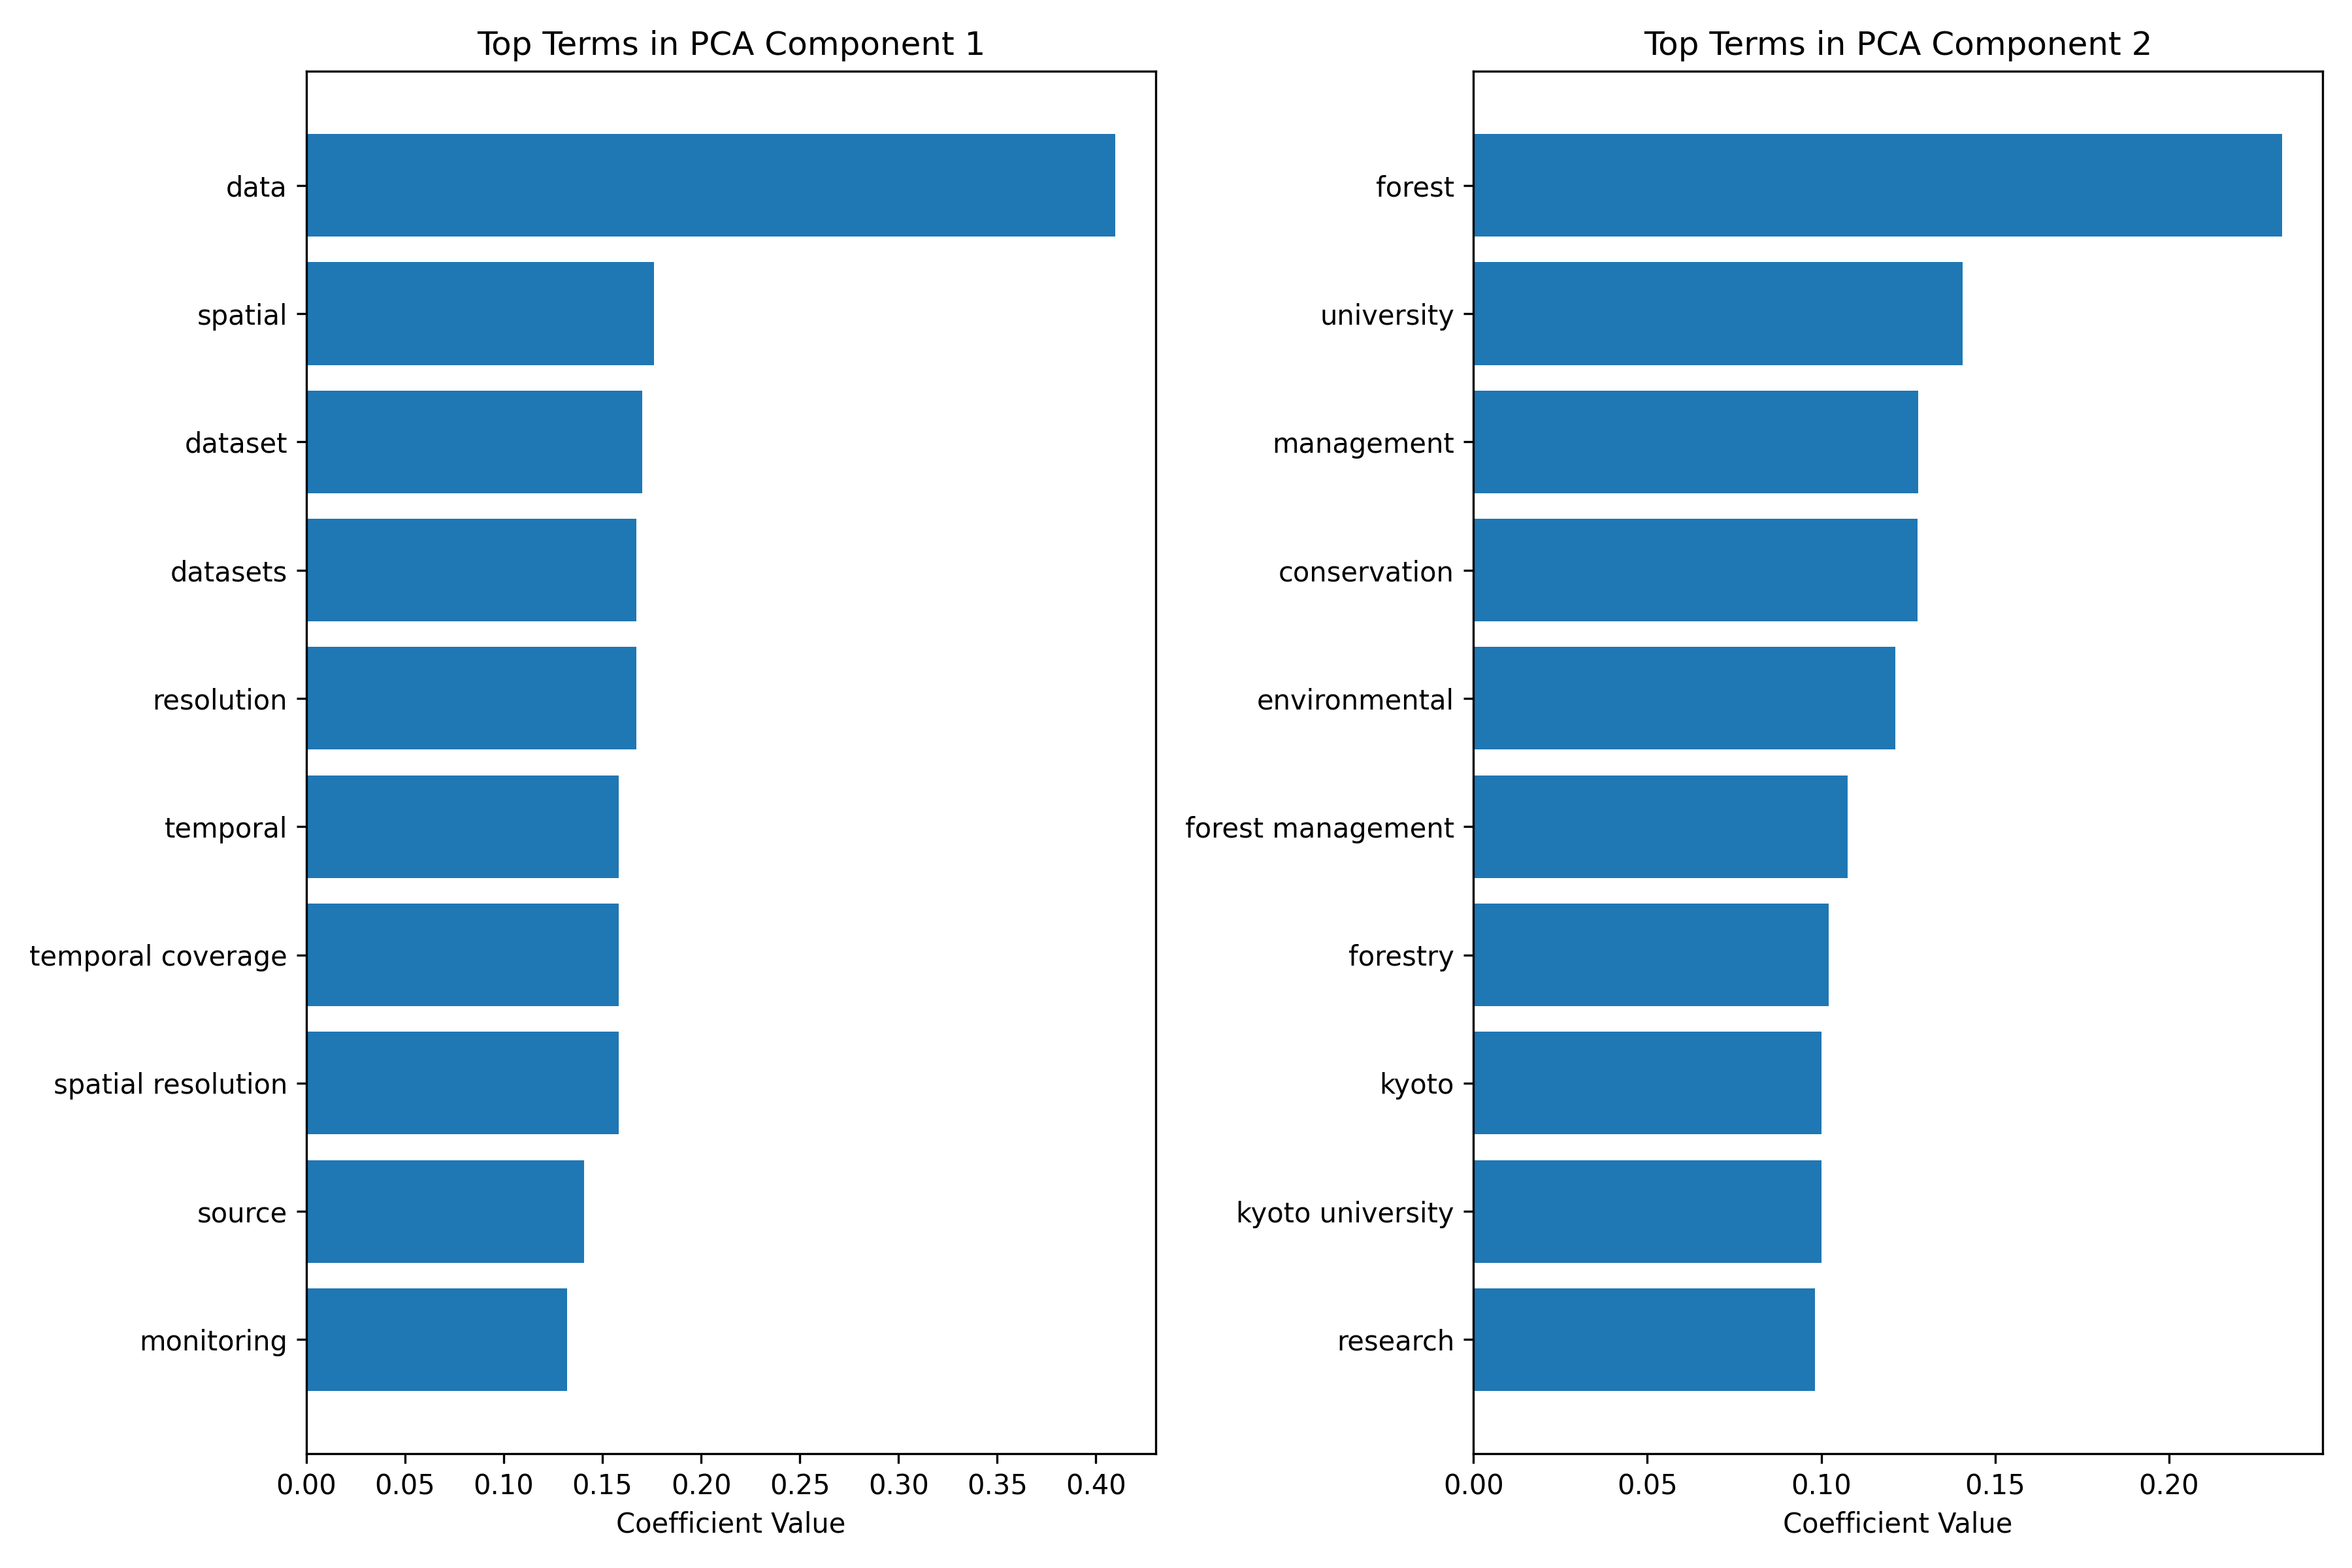 Top Terms in PCA Component 1
data
spatial
dataset
datasets
resolution
temporal
temporal coverage
spatial resolution
source
monitoring
0.00 0.05 0.10 0.15 0.20 0.25 0.30 0.35 0.40
Coefficient Value
Top Terms in PCA Component 2
forest
university
management
conservation
environmental
forest management
forestry
kyoto
kyoto university
research
0.00 0.05 0.10 0.15 0.20
Coefficient Value